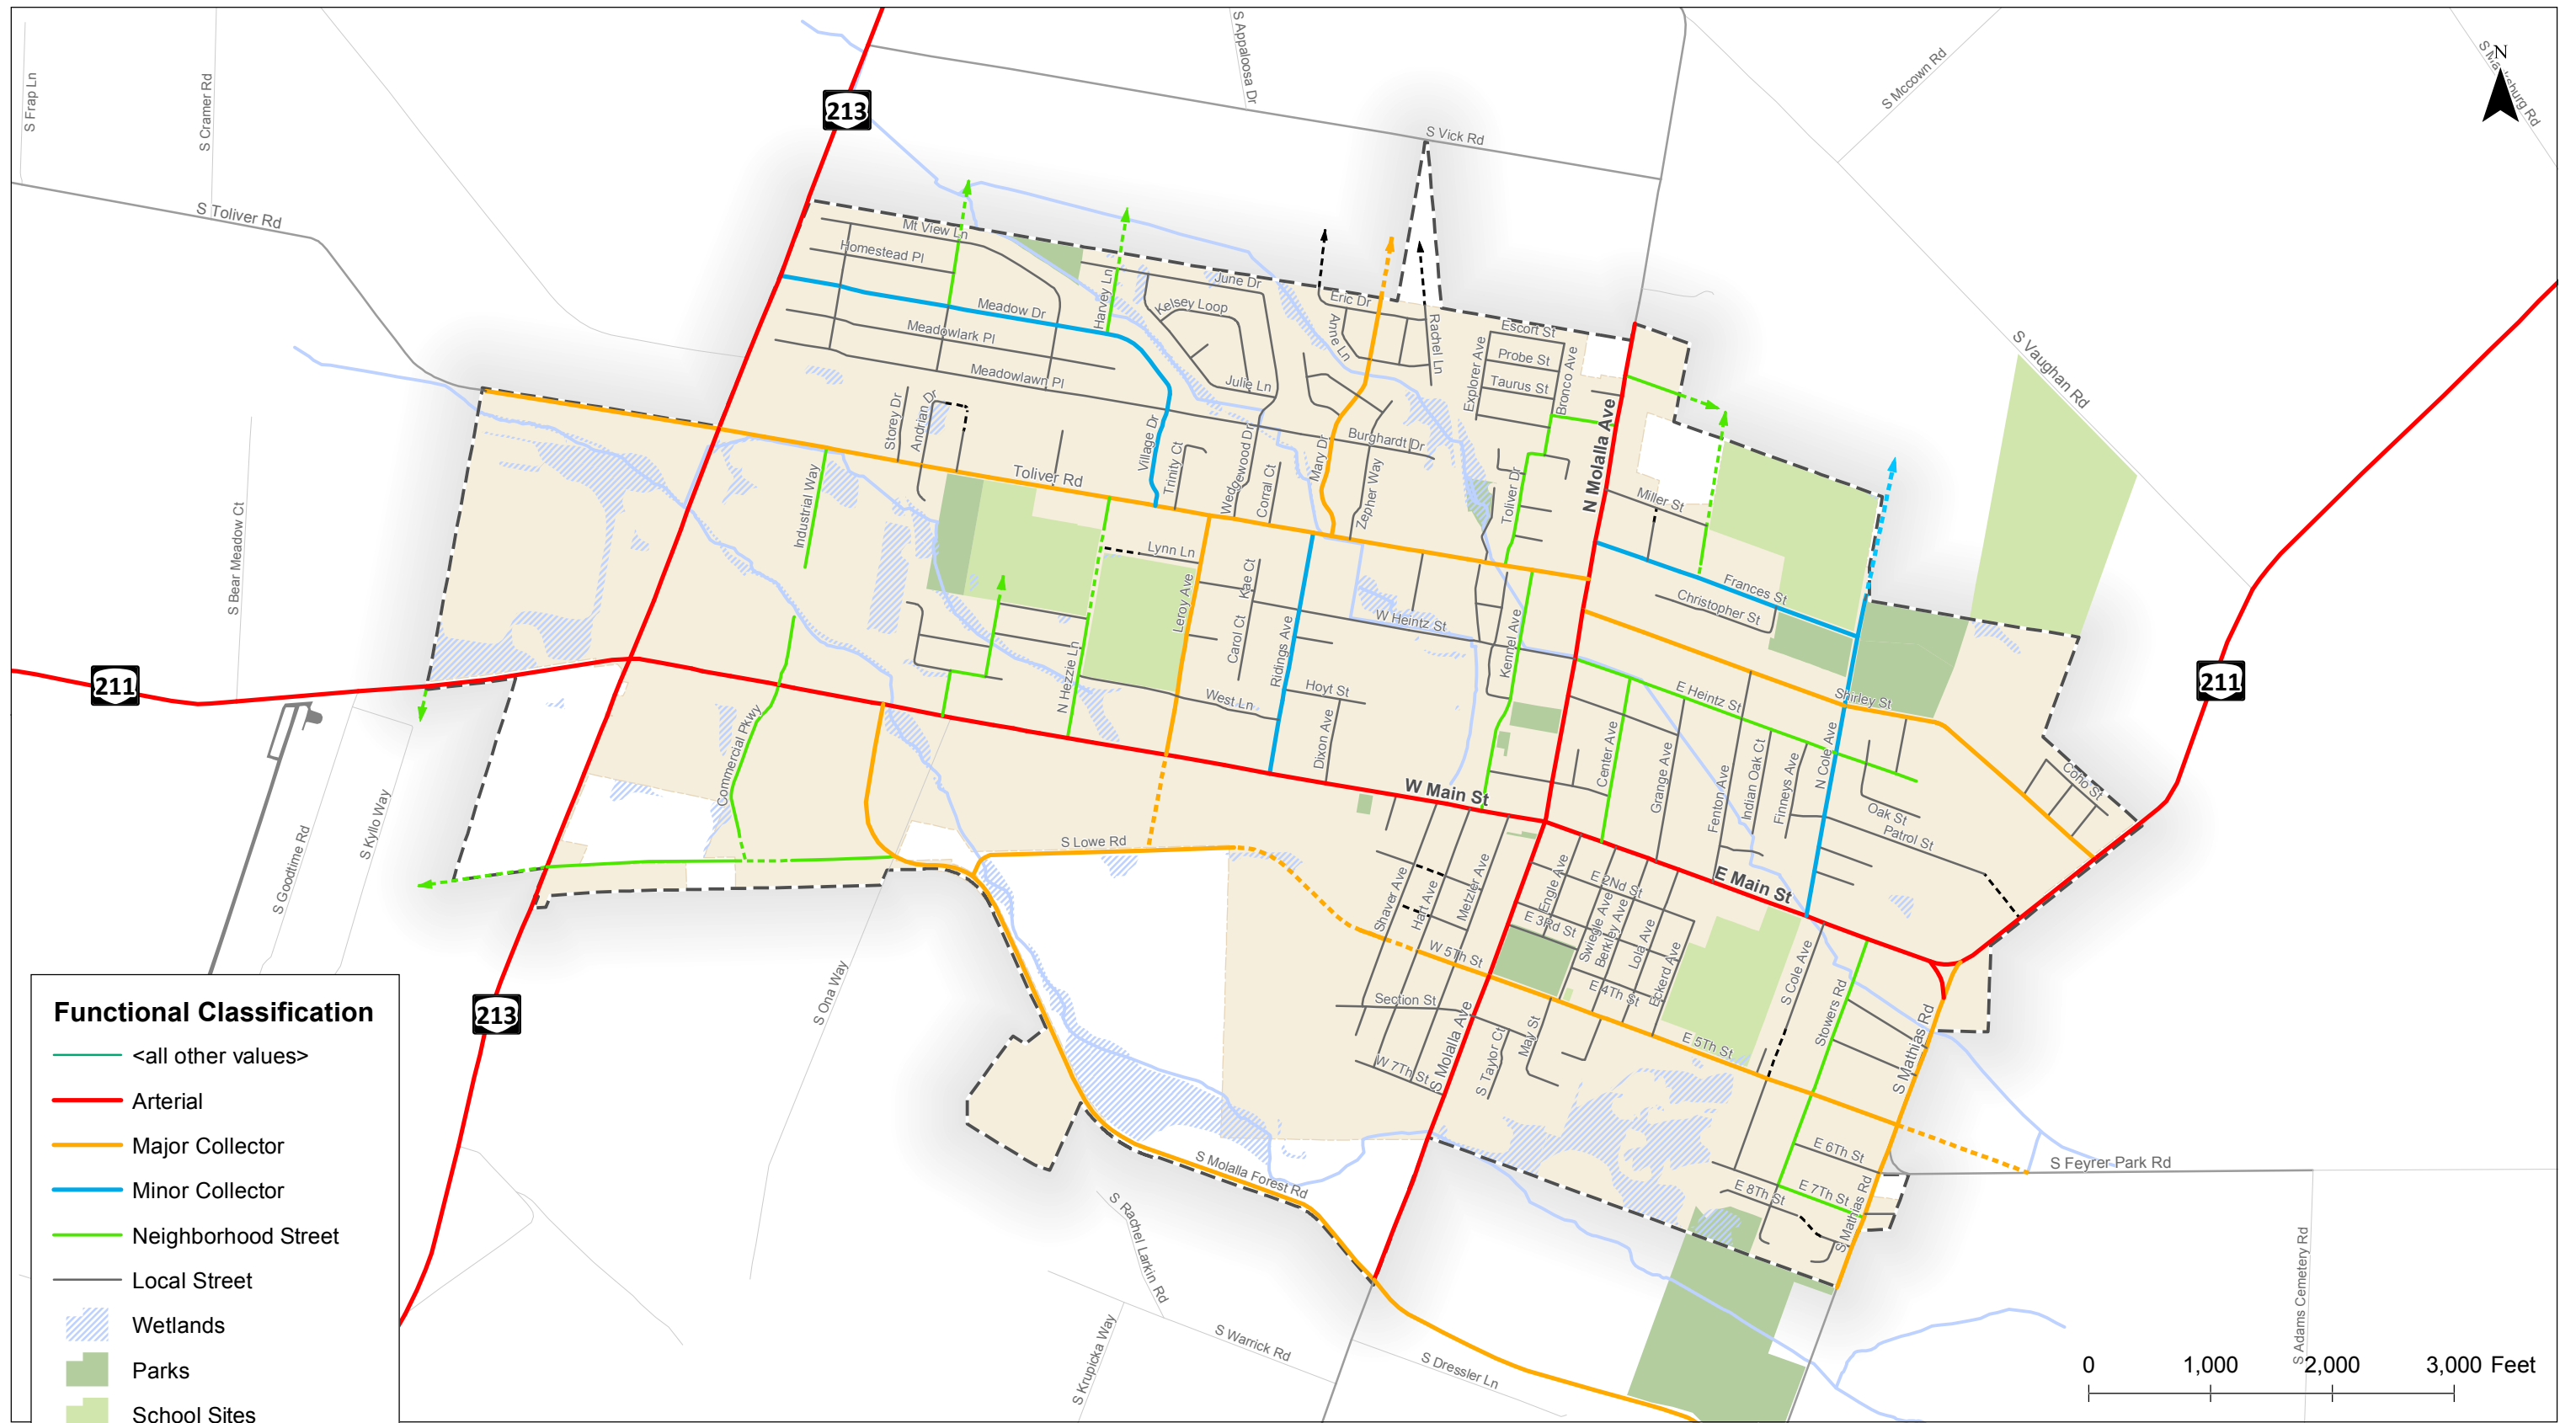 S Frap Ln
S Cramer Rd
S Appaloosa Dr
S Mccown Rd
N
213
S Vick Rd
S Toliver Rd
Mt View Ln
Homestead Pl
Meadow Dr
Meadowlark Pl
Meadowlawn Pl
Harvey Ln
June Dr
Kelsey Loop
Julie Ln
Eric Dr
Anne Ln
Rachel Ln
Escort St
Probe St
Taurus St
Explorer Ave
Bronco Ave
S Vaughan Rd
Storey Dr
Andrian Dr
Village Dr
Trinity Ct
Wedgewood Dr
Corral Ct
Mary Dr
Burghardt Dr
Zepher Way
Toliver Dr
N Molalla Ave
Miller St
Toliver Rd
Industrial Way
S Bear Meadow Ct
Lynn Ln
Leroy Ave
Kae Ct
Carol Ct
Ridings Ave
W Heintz St
Kennel Ave
Frances St
Christopher St
N Hezzie Ln
West Ln
Hoyt St
Dixon Ave
E Heintz St
Shirley St
211
211
Commercial Pkwy
W Main St
Center Ave
Grange Ave
Fenton Ave
Indian Oak Ct
Finneys Ave
N Cole Ave
Oak St
Patrol St
Coho St
S Goodtime Rd
S Kyllo Way
S Lowe Rd
Shaver Ave
Hart Ave
Metzler Ave
Engle Ave
E 2Nd St
E 3Rd St
Swiegle Ave
Berkley Ave
Lola Ave
Eckerd Ave
E 4Th St
E Main St
W 5Th St
Section St
W 7Th St
S Molalla Ave
S Taylor Ct
May St
E 5Th St
S Cole Ave
Stowers Rd
S Mathias Rd
213
S Ona Way
S Molalla Forest Rd
E 6Th St
E 7Th St
E 8Th St
S Mathias Rd
S Feyrer Park Rd
S Rachel Larkin Rd
S Krupicka Way
S Warrick Rd
S Dressler Ln
S Adams Cemetery Rd
Functional Classification
<all other values>
Arterial
Major Collector
Minor Collector
Neighborhood Street
Local Street
Wetlands
Parks
School Sites
0 1,000 2,000 3,000 Feet